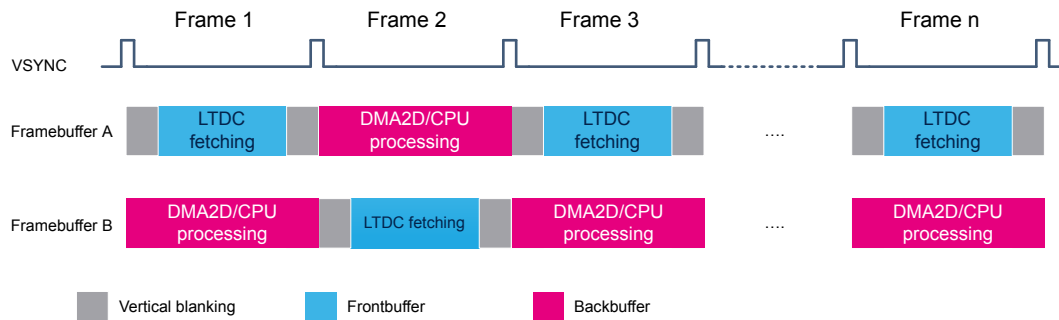 Frame 1 Frame 2 Frame 3 Frame n
VSYNC
Framebuffer A
LTDC
fetching
DMA2D/CPU
processing
LTDC
fetching
....
LTDC
fetching
Framebuffer B
DMA2D/CPU
processing
LTDC fetching
DMA2D/CPU
processing
....
DMA2D/CPU
processing
Vertical blanking Frontbuffer Backbuffer